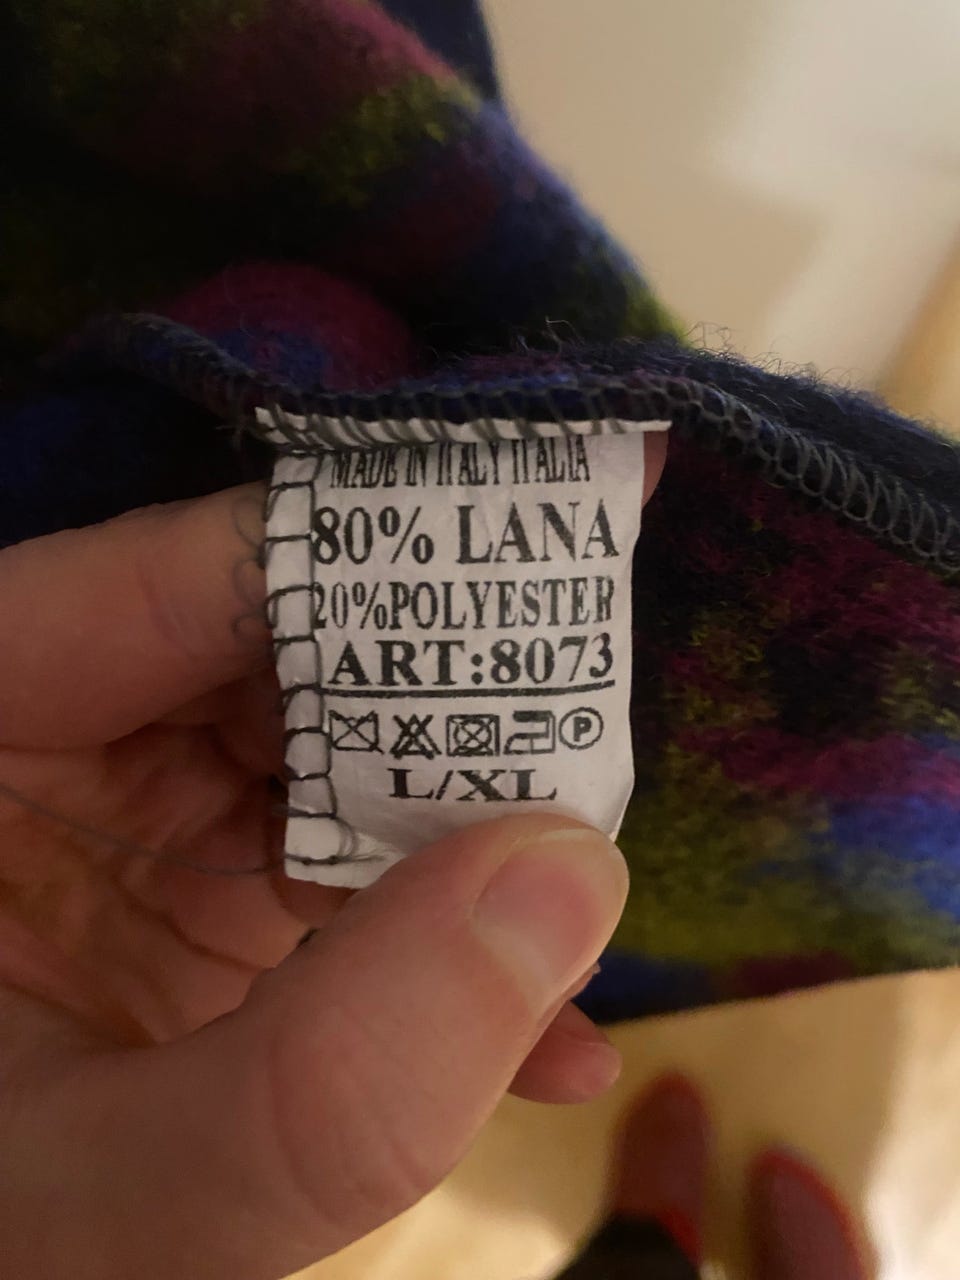 MADE IN ITALY ITALIA
80% LANA
20%POLYESTER
ART:8073
P
L/XL